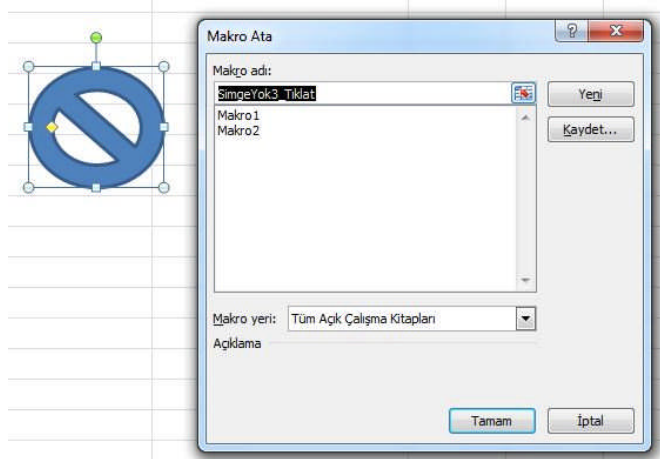 Makro Ata
Makro adı:
SimgeYok3_Tıklat
Yeni
Makro1
Makro2
Kaydet...
Makro yeri: Tüm Açık Çalışma Kitapları
Açıklama
Tamam
İptal